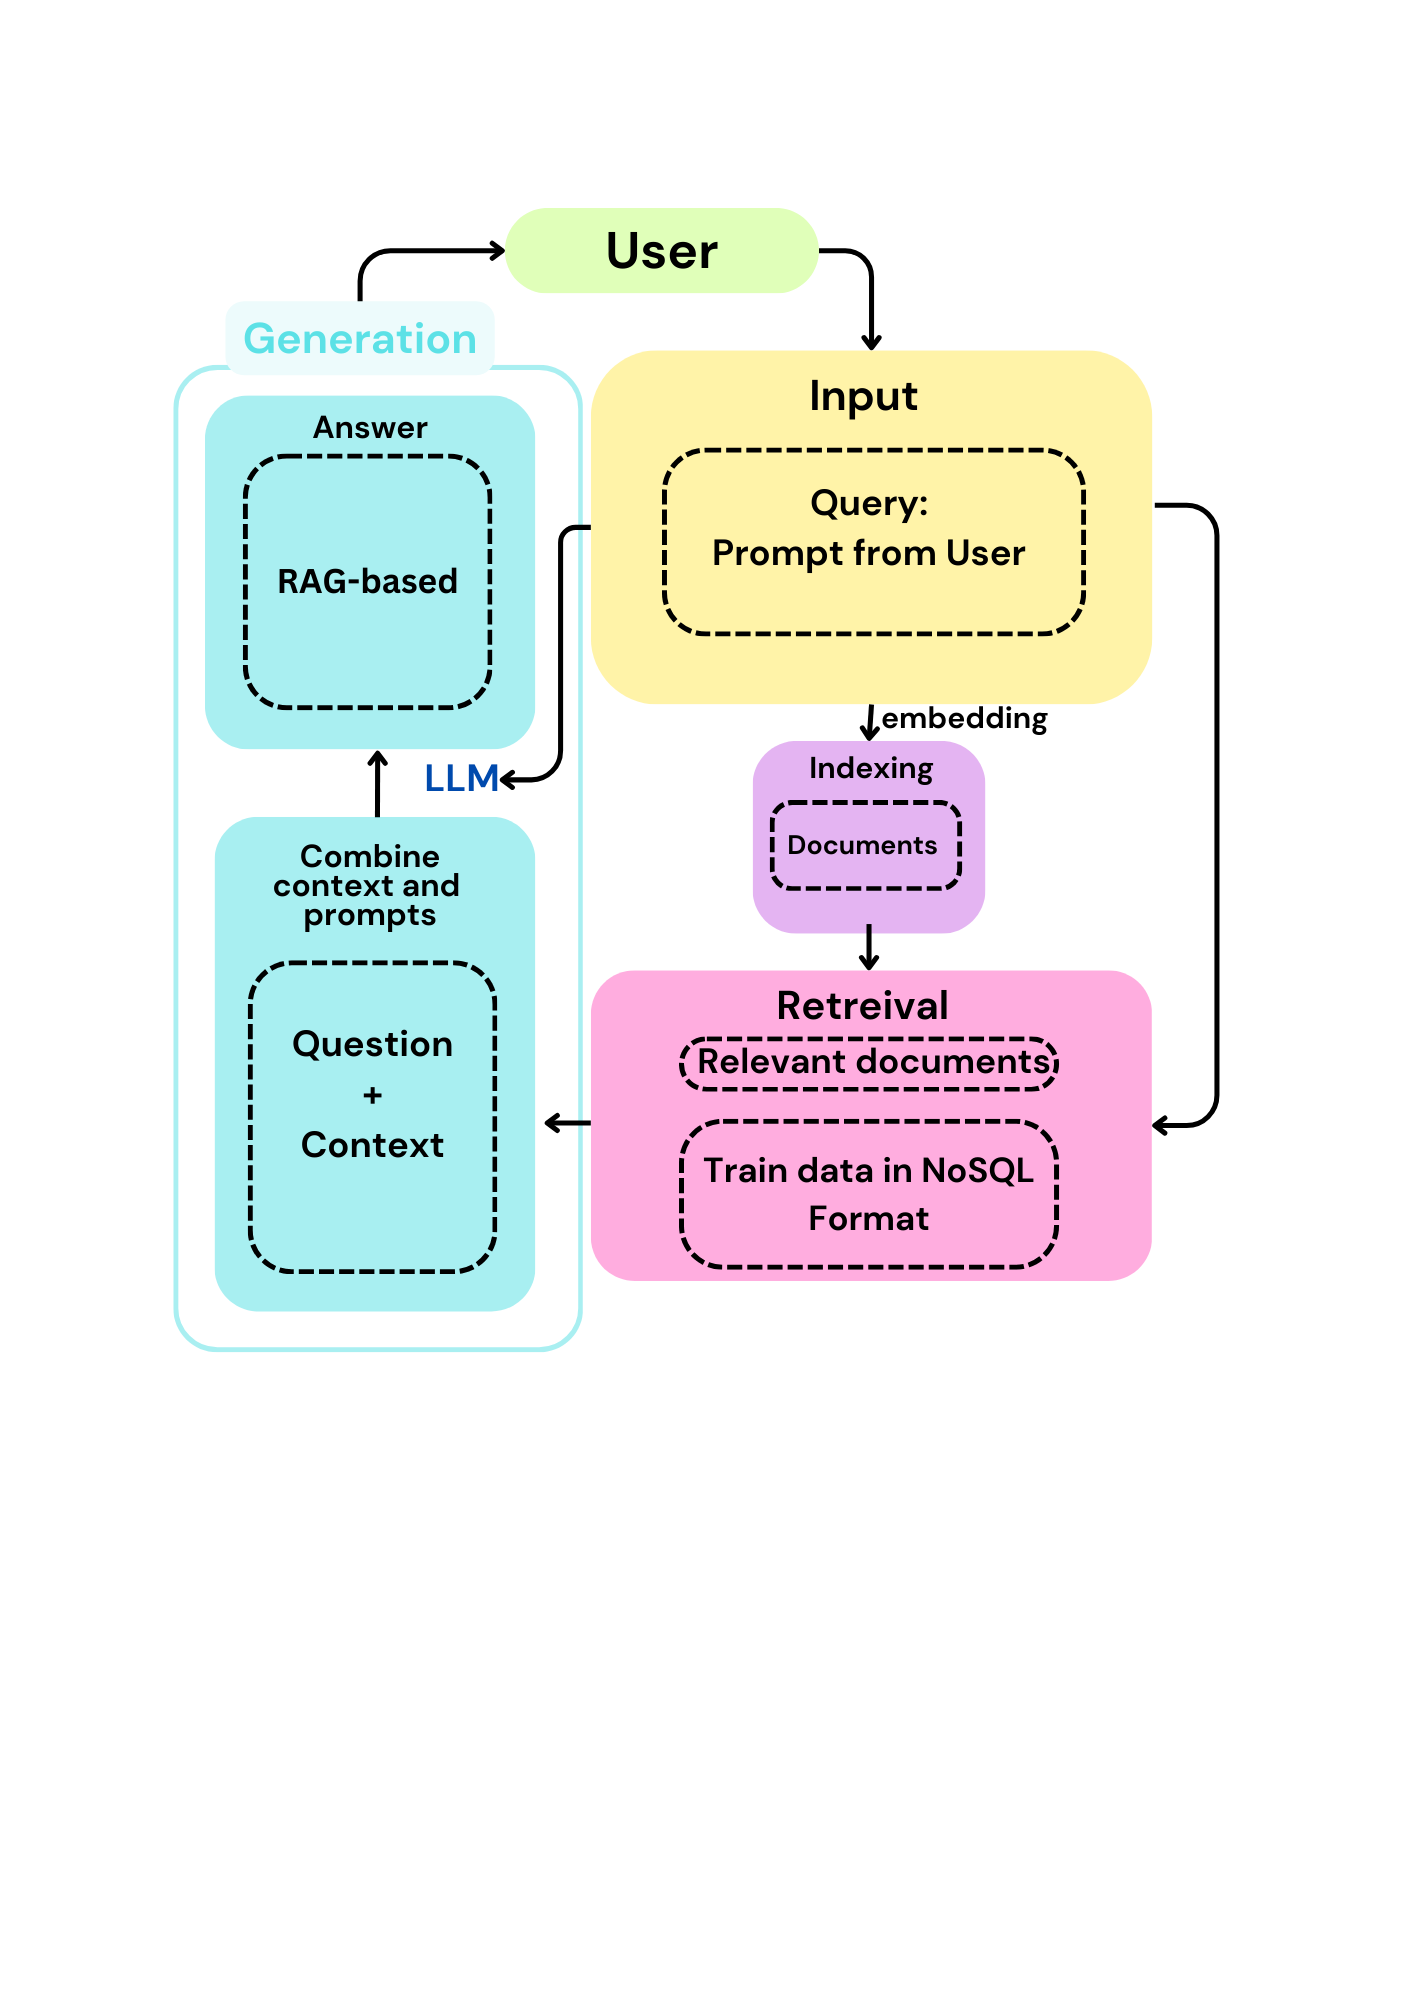 User
Generation
Input
Answer
Query:
Prompt from User
RAG-based
embedding
LLM
Indexing
Documents
Combine
context and
prompts
Retreival
Relevant documents
Question
+
Context
Train data in NoSQL
Format